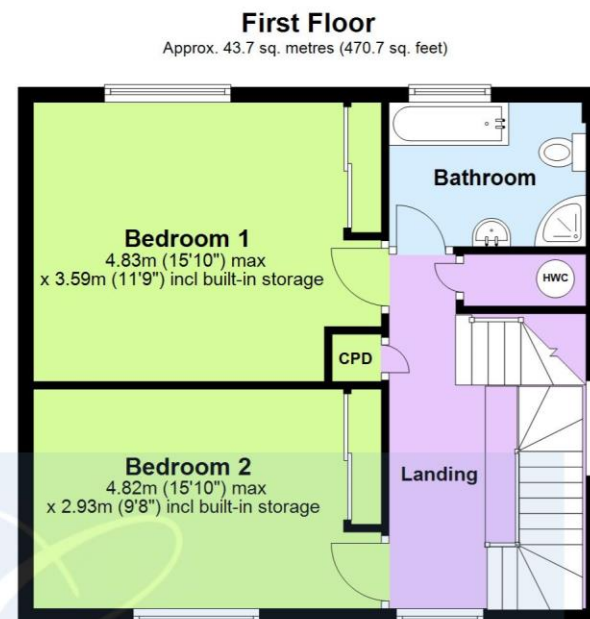 First Floor
Approx. 43.7 sq. metres (470.7 sq. feet)
Bathroom
Bedroom 1
4.83m (15'10") max
x 3.59m (11'9") incl built-in storage
HWC
CPD
Bedroom 2
4.82m (15'10") max
x 2.93m (9'8") incl built-in storage
Landing